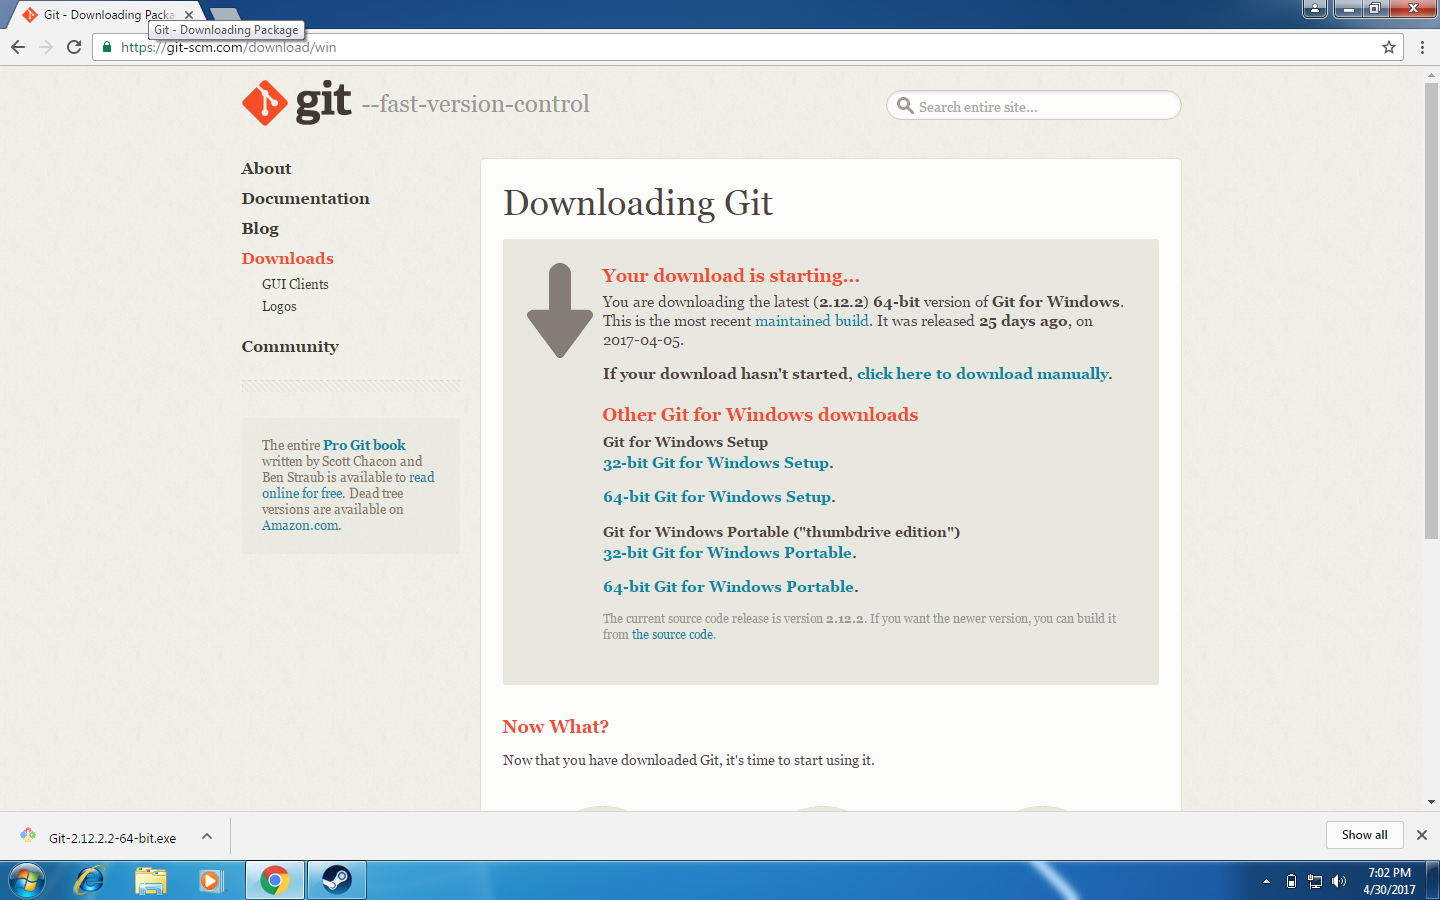 Git - Downloading Packa
Git - Downloading Package
https://git-scm.com/download/win
git --fast-version-control
Search entire site...
About
Documentation
Blog
Downloads
GUI Clients
Logos
Community
The entire Pro Git book
written by Scott Chacon and
Ben Straub is available to read
online for free. Dead tree
versions are available on
Amazon.com.
Downloading Git
Your download is starting...
You are downloading the latest (2.12.2) 64-bit version of Git for Windows.
This is the most recent maintained build. It was released 25 days ago, on
2017-04-05.
If your download hasn't started, click here to download manually.
Other Git for Windows downloads
Git for Windows Setup
32-bit Git for Windows Setup.
64-bit Git for Windows Setup.
Git for Windows Portable ("thumbdrive edition")
32-bit Git for Windows Portable.
64-bit Git for Windows Portable.
The current source code release is version 2.12.2. If you want the newer version, you can build it
from the source code.
Now What?
Now that you have downloaded Git, it's time to start using it.
Git-2.12.2.2-64-bit.exe
Show all
7:02 PM
4/30/2017